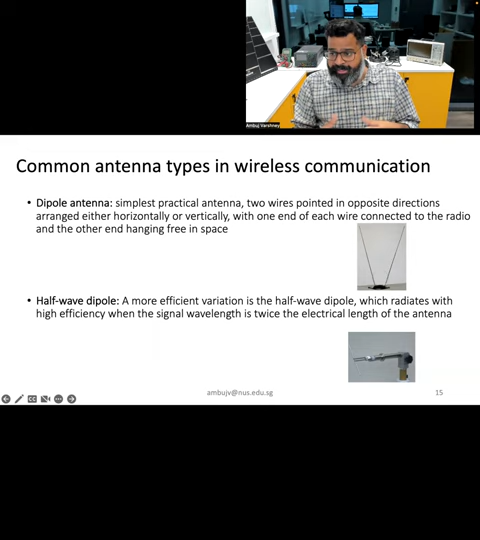 Ambuj Varshney
Common antenna types in wireless communication
• Dipole antenna: simplest practical antenna, two wires pointed in opposite directions
arranged either horizontally or vertically, with one end of each wire connected to the radio
and the other end hanging free in space
• Half-wave dipole: A more efficient variation is the half-wave dipole, which radiates with
high efficiency when the signal wavelength is twice the electrical length of the antenna
ambujv@nus.edu.sg
15